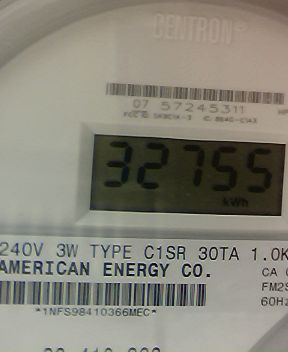 CENTRON®
07 57245311
32755
kWh
240V 3W TYPE C1SR 30TA 1.0K
AMERICAN ENERGY CO.
CA
FM2S
60Hz
*1NFS98410366MEC*